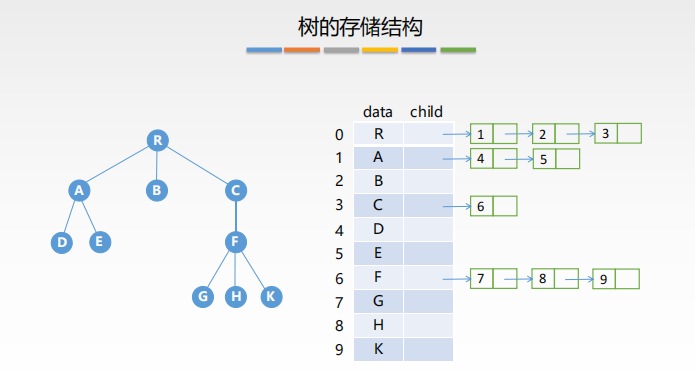 树的存储结构
R
A B C
D E F
G H K
data child
0 R 1 2 3
1 A 4 5
2 B
3 C 6
4 D
5 E
6 F 7 8 9
7 G
8 H
9 K